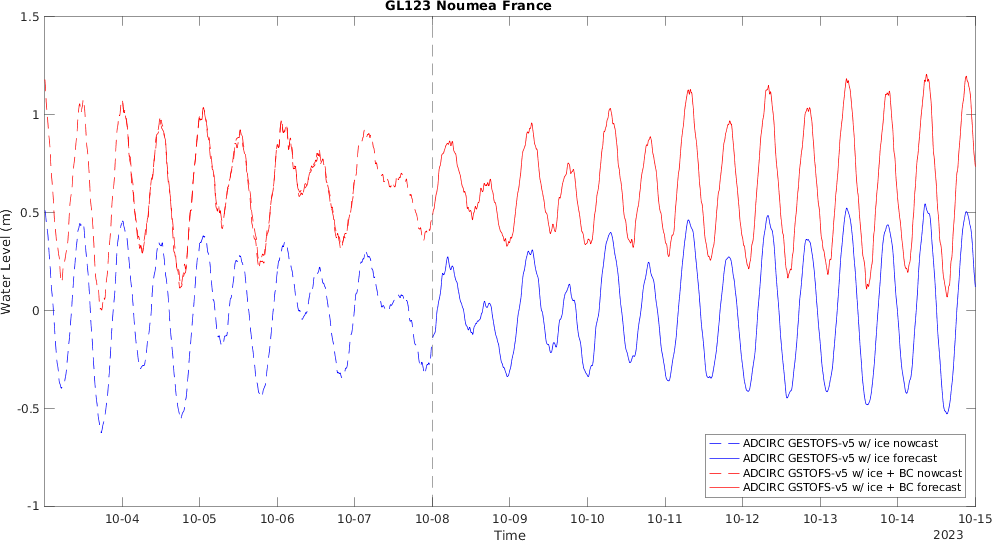 GL123 Noumea France
1.5
1
0.5
0
-0.5
-1
Water Level (m)
10-04 10-05 10-06 10-07 10-08 10-09 10-10 10-11 10-12 10-13 10-14 10-15
Time
2023
ADCIRC GESTOFS-v5 w/ ice nowcast
ADCIRC GESTOFS-v5 w/ ice forecast
ADCIRC GSTOFS-v5 w/ ice + BC nowcast
ADCIRC GSTOFS-v5 w/ ice + BC forecast